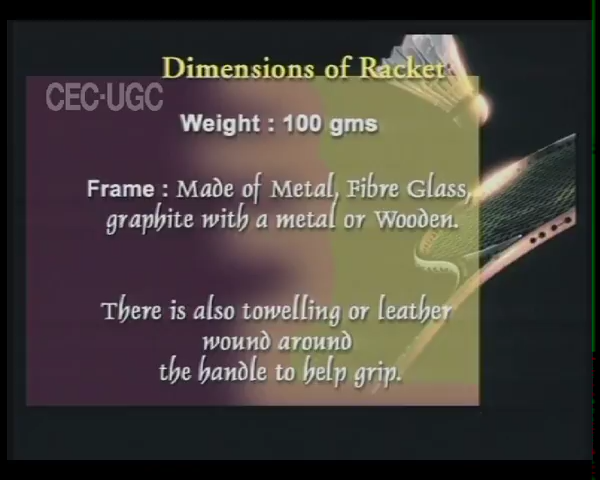 Dimensions of Racket
CEC-UGC
Weight : 100 gms
Frame : Made of Metal, Fibre Glass,
graphite with a metal or Wooden.
There is also towelling or leather
wound around
the handle to help grip.